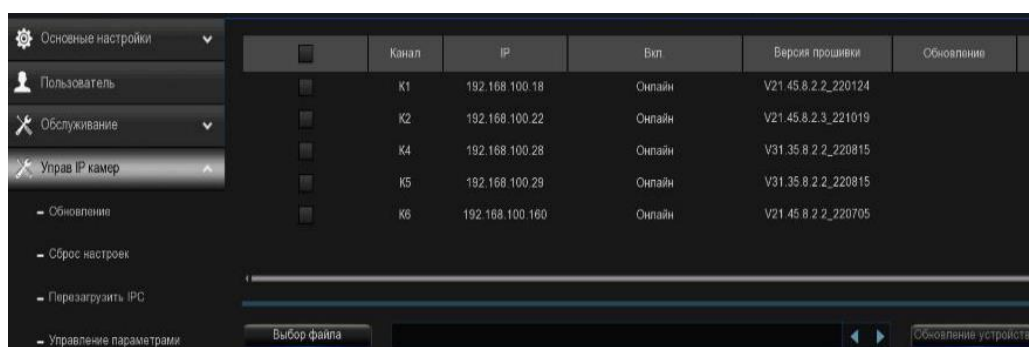 Основные настройки
Пользователь
Обслуживание
Управ IP камер
Обновление
Сброс настроек
Перезагрузить IPC
Управление параметрами
Канал IP Вкл. Версия прошивки Обновление
K1 192.168.100.18 Онлайн V21.45.8.2.2_220124
K2 192.168.100.22 Онлайн V21.45.8.2.3_221019
K4 192.168.100.28 Онлайн V31.35.8.2.2_220815
K5 192.168.100.29 Онлайн V31.35.8.2.2_220815
K6 192.168.100.160 Онлайн V21.45.8.2.2_220705
Выбор файла Обновление устройств